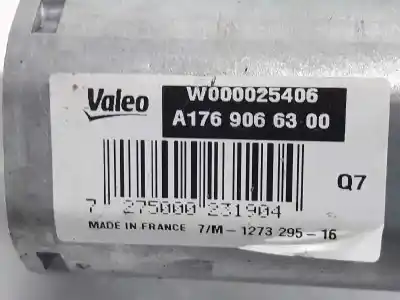 Valeo
W000025406
A176 906 63 00
Q7
7 275000 231904
MADE IN FRANCE 7/M-1273 295-16